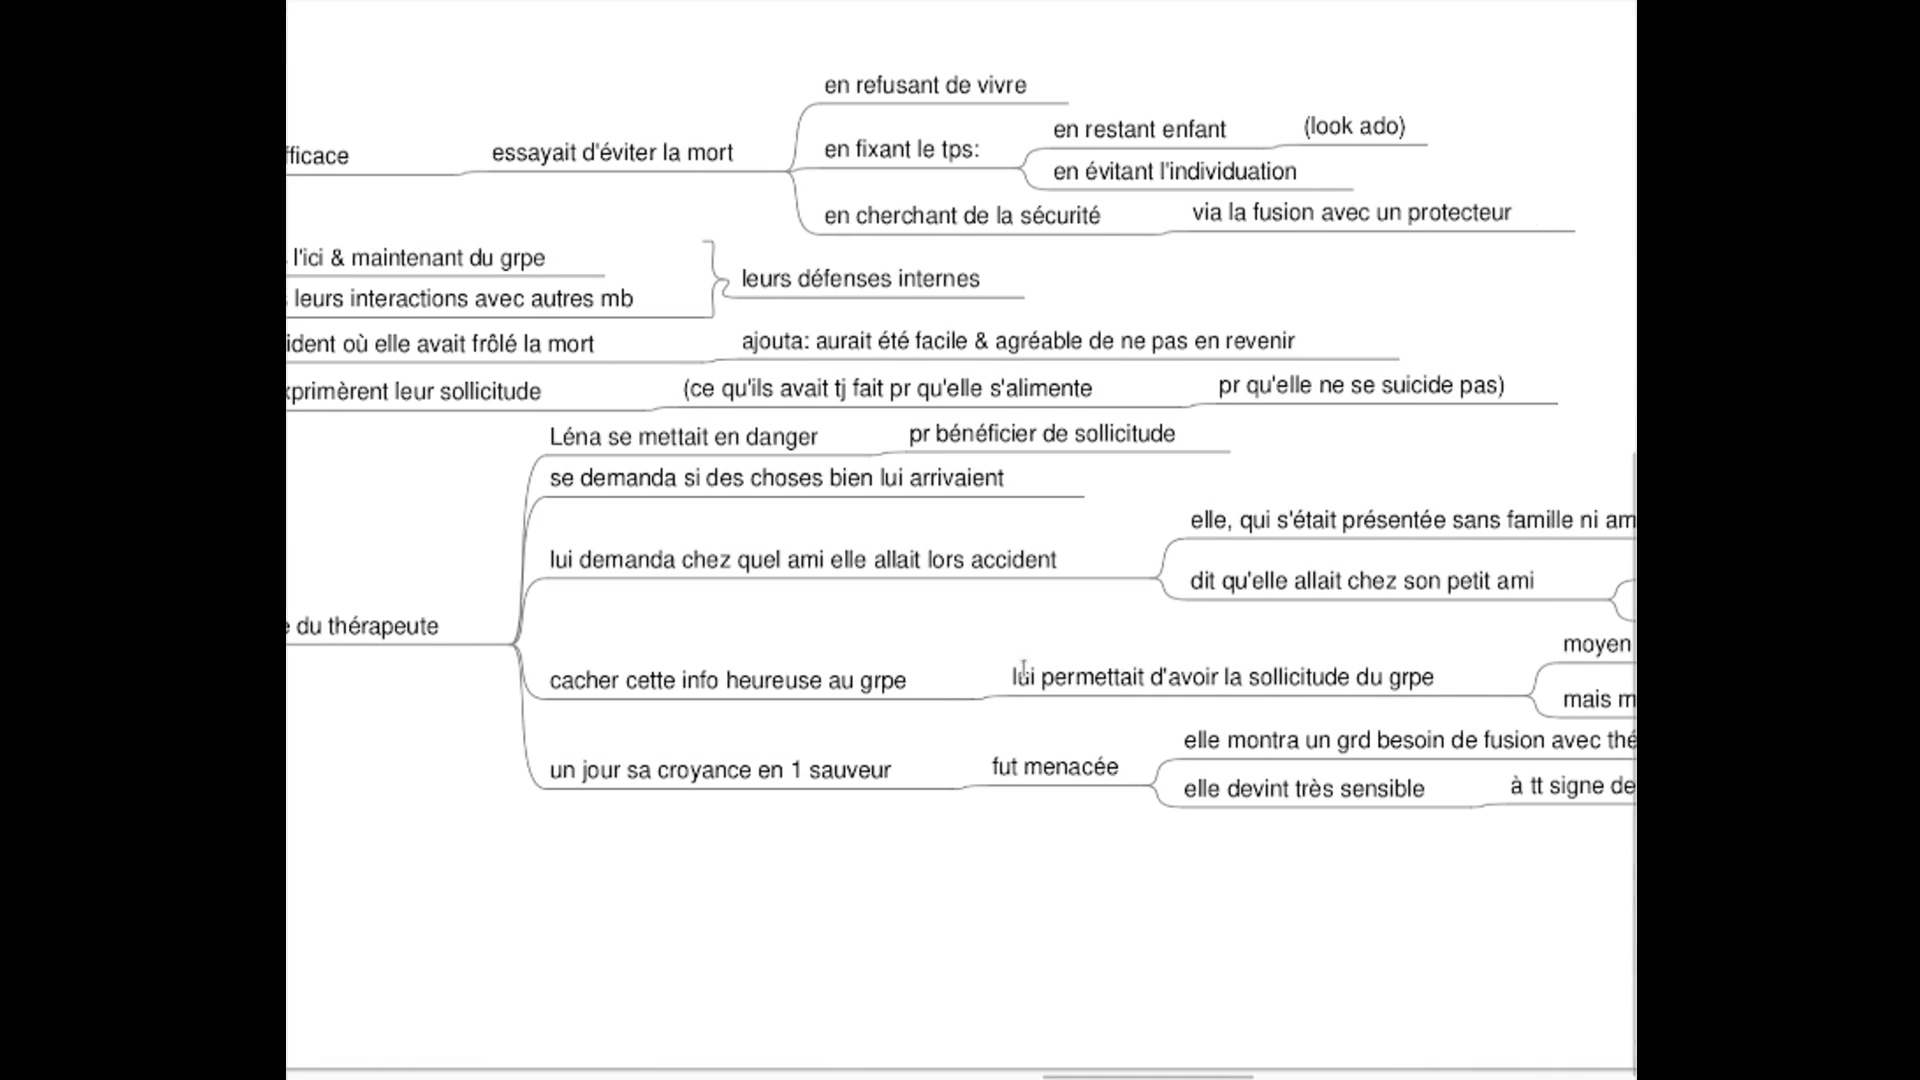 en refusant de vivre
essayait d'éviter la mort
en fixant le tps:
en restant enfant (look ado)
en évitant l'individuation
en cherchant de la sécurité via la fusion avec un protecteur
l'ici & maintenant du grpe
leurs interactions avec autres mb
leurs défenses internes
où elle avait frôlé la mort ajouta: aurait été facile & agréable de ne pas en revenir
leur sollicitude (ce qu'ils avait tj fait pr qu'elle s'alimente pr qu'elle ne se suicide pas)
du thérapeute
Léna se mettait en danger pr bénéficier de sollicitude
se demanda si des choses bien lui arrivaient
lui demanda chez quel ami elle allait lors accident
elle, qui s'était présentée sans famille ni
dit qu'elle allait chez son petit ami
cacher cette info heureuse au grpe lui permettait d'avoir la sollicitude du grpe
moyen
mais
un jour sa croyance en 1 sauveur fut menacée
elle montra un grd besoin de fusion avec
elle devint très sensible à tt signe de